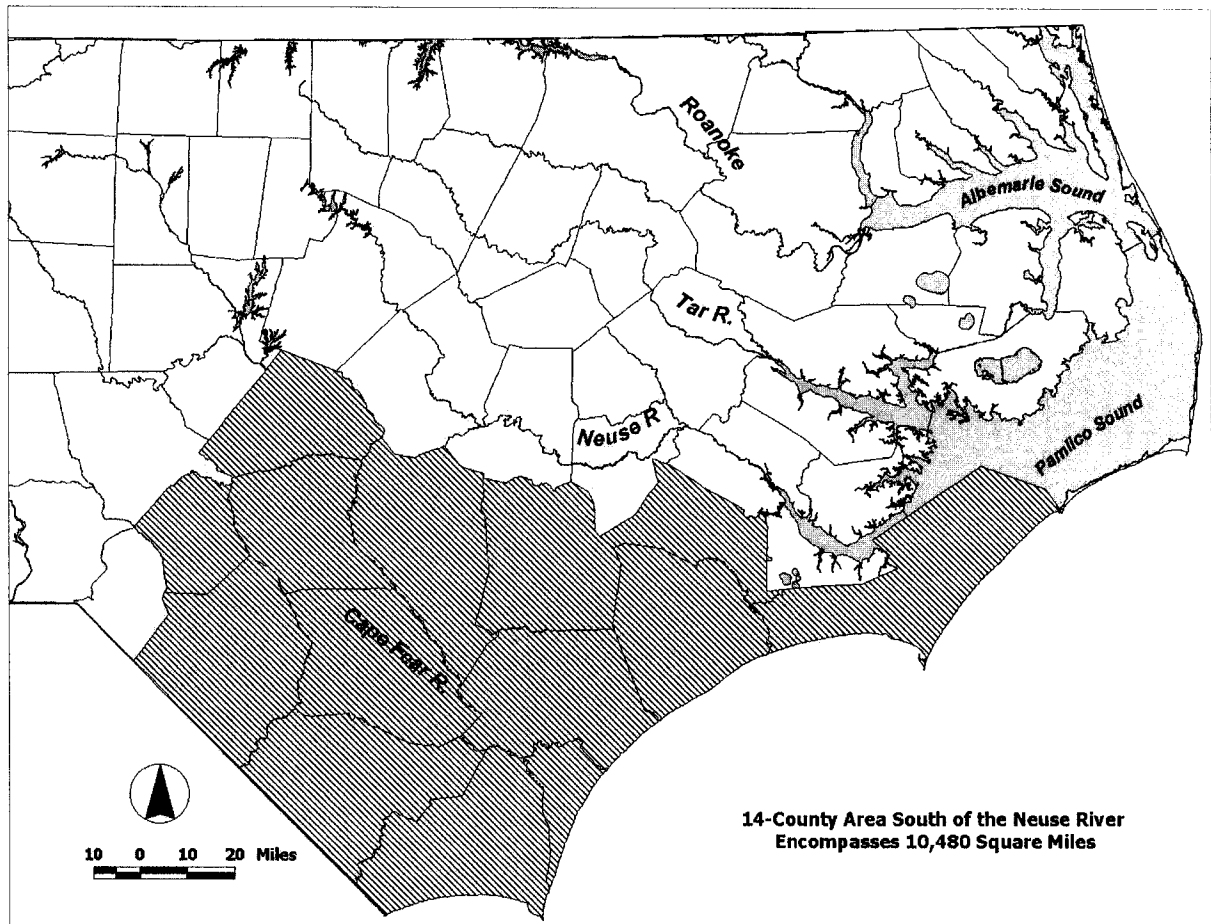 Roanoke
Albemarle Sound
Tar R.
Pamlico Sound
Neuse R
Cape Fear R.
10 0 10 20 Miles
14-County Area South of the Neuse River
Encompasses 10,480 Square Miles